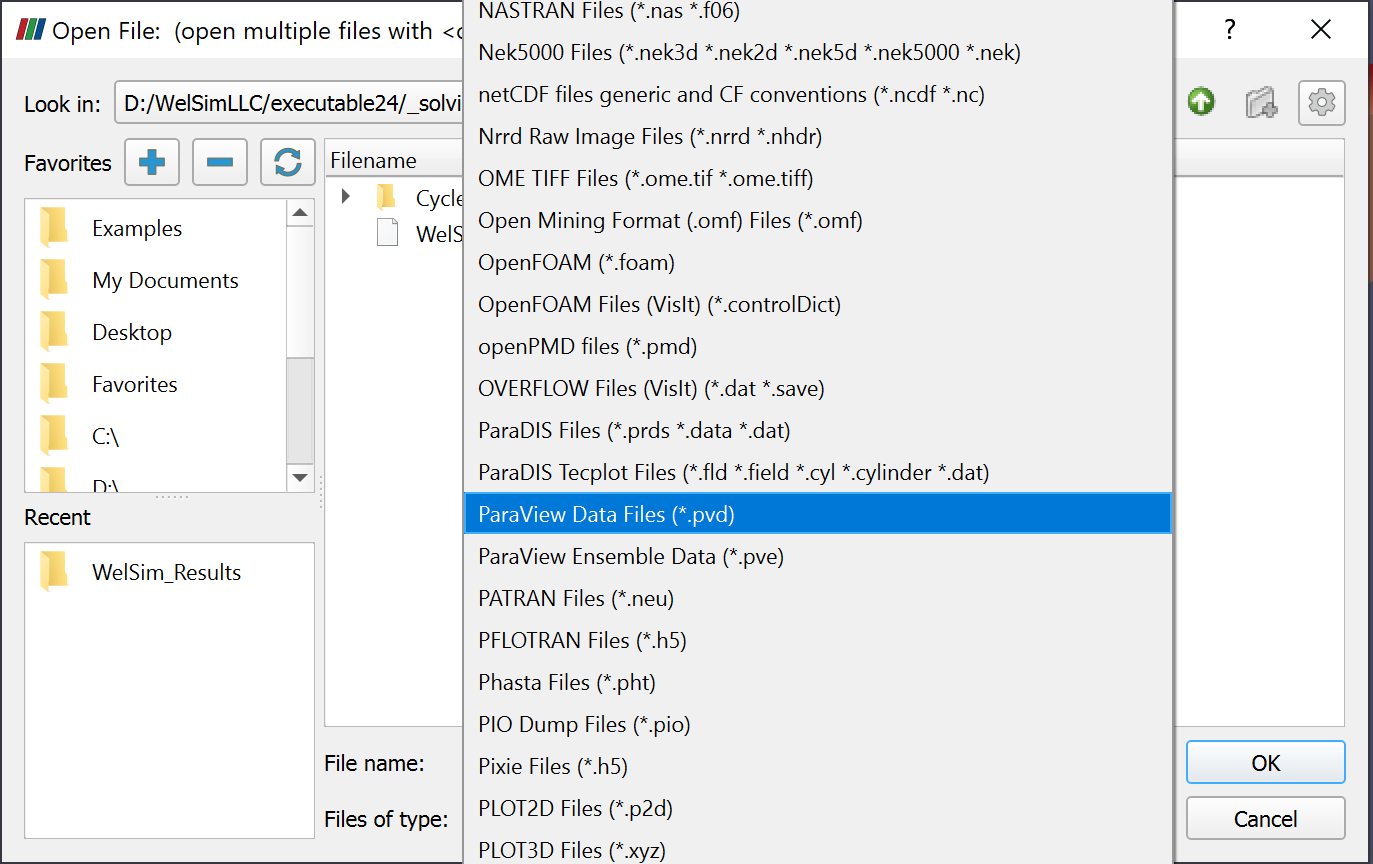 Open File:  (open multiple files with <c
?
Look in:
D:/WelSimLLC/executable24/_solvi
Favorites
Examples
My Documents
Desktop
Favorites
C:\
D:\
Recent
WelSim_Results
Filename
Cycle
WelS
NASTRAN Files (*.nas *.f06)
Nek5000 Files (*.nek3d *.nek2d *.nek5d *.nek5000 *.nek)
netCDF files generic and CF conventions (*.ncdf *.nc)
Nrrd Raw Image Files (*.nrrd *.nhdr)
OME TIFF Files (*.ome.tif *.ome.tiff)
Open Mining Format (.omf) Files (*.omf)
OpenFOAM (*.foam)
OpenFOAM Files (VisIt) (*.controlDict)
openPMD files (*.pmd)
OVERFLOW Files (VisIt) (*.dat *.save)
ParaDIS Files (*.prds *.data *.dat)
ParaDIS Tecplot Files (*.fld *.field *.cyl *.cylinder *.dat)
ParaView Data Files (*.pvd)
ParaView Ensemble Data (*.pve)
PATRAN Files (*.neu)
PFLOTRAN Files (*.h5)
Phasta Files (*.pht)
PIO Dump Files (*.pio)
Pixie Files (*.h5)
PLOT2D Files (*.p2d)
PLOT3D Files (*.xyz)
File name:
Files of type:
OK
Cancel